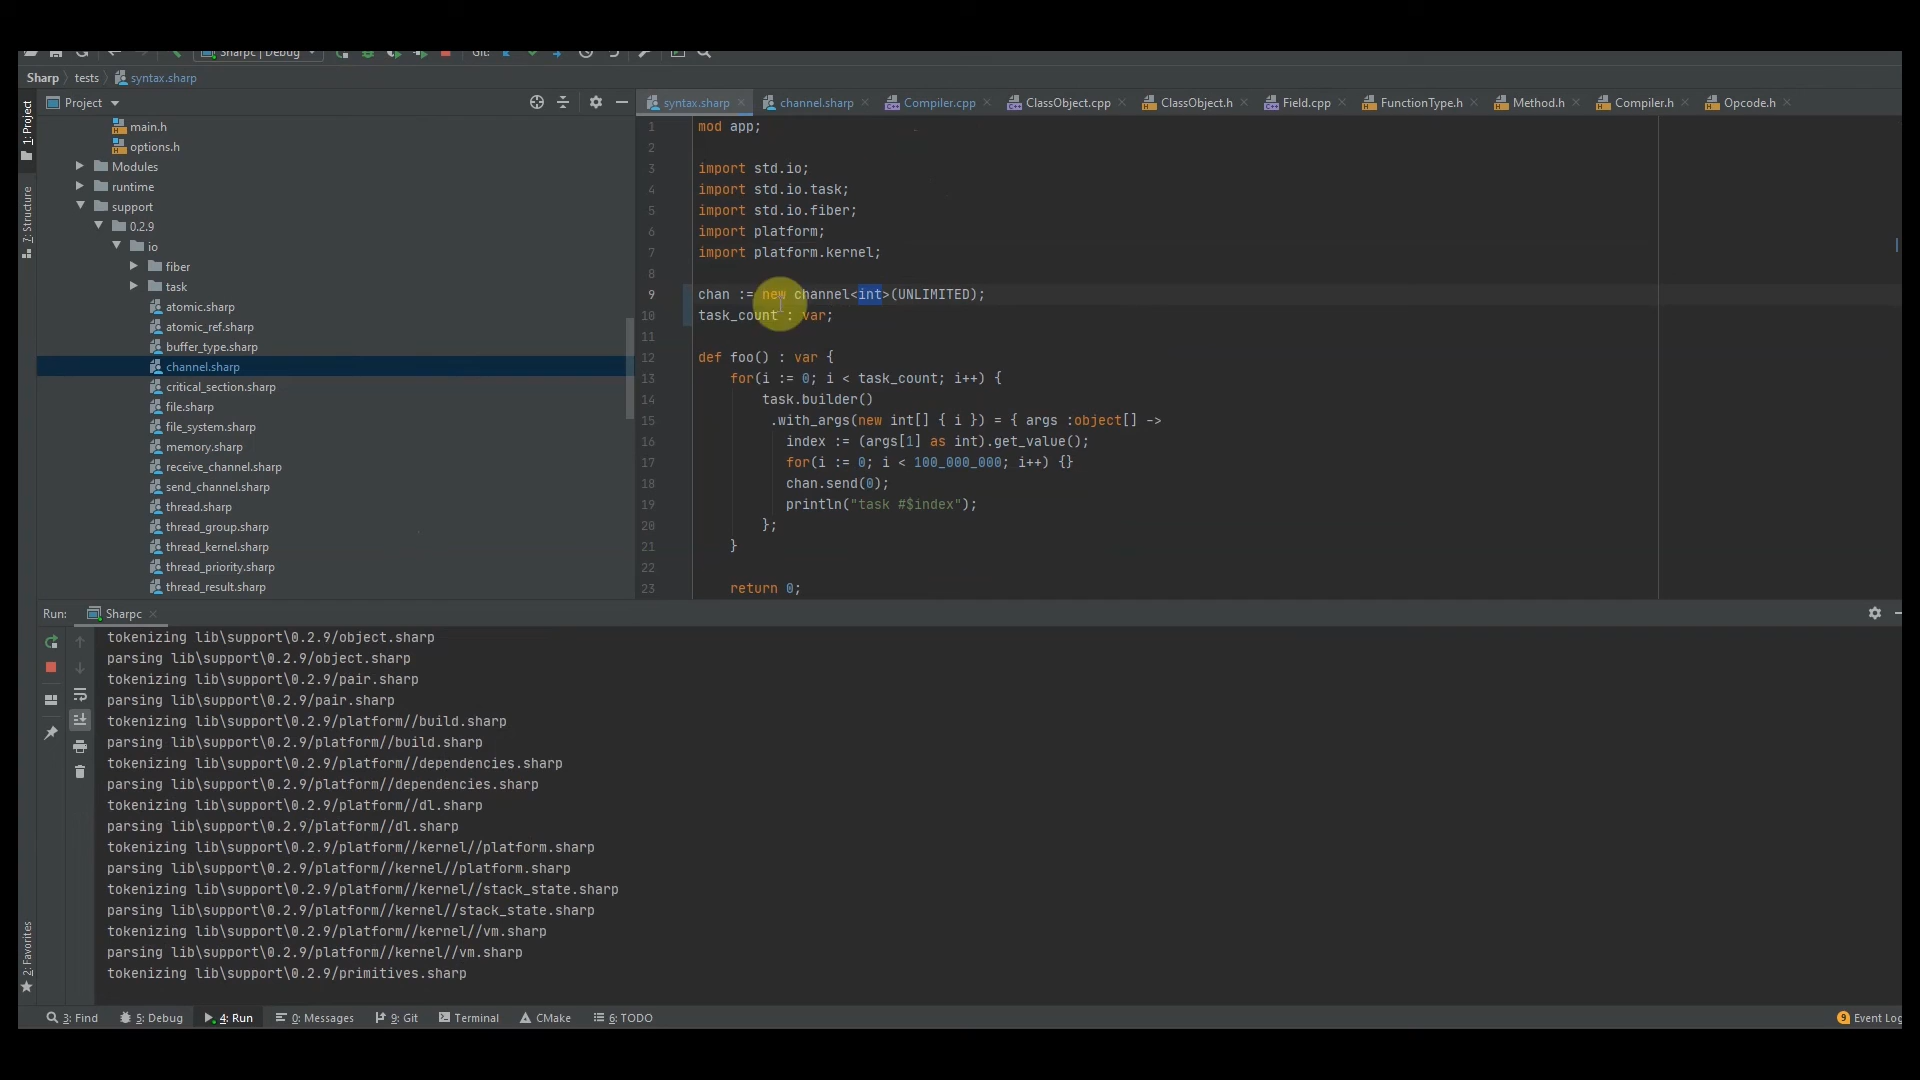 Sharpc | Debug
Git:
Sharp
tests
syntax.sharp
1: Project
7: Structure
2: Favorites
Project
main.h
options.h
Modules
runtime
support
0.2.9
io
fiber
task
atomic.sharp
atomic_ref.sharp
buffer_type.sharp
channel.sharp
critical_section.sharp
file.sharp
file_system.sharp
memory.sharp
receive_channel.sharp
send_channel.sharp
thread.sharp
thread_group.sharp
thread_kernel.sharp
thread_priority.sharp
thread_result.sharp
syntax.sharp
channel.sharp
Compiler.cpp
ClassObject.cpp
ClassObject.h
Field.cpp
FunctionType.h
Method.h
Compiler.h
Opcode.h
1 mod app;
2
3 import std.io;
4 import std.io.task;
5 import std.io.fiber;
6 import platform;
7 import platform.kernel;
8
9 chan := new channel<int>(UNLIMITED);
10 task_count : var;
11
12 def foo() : var {
13 for(i := 0; i < task_count; i++) {
14 task.builder()
15 .with_args(new int[] { i }) = { args :object[] ->
16 index := (args[1] as int).get_value();
17 for(i := 0; i < 100_000_000; i++) {}
18 chan.send(0);
19 println("task #$index");
20 };
21 }
22
23 return 0;
Run:
Sharpc
tokenizing lib\support\0.2.9/object.sharp
parsing lib\support\0.2.9/object.sharp
tokenizing lib\support\0.2.9/pair.sharp
parsing lib\support\0.2.9/pair.sharp
tokenizing lib\support\0.2.9/platform//build.sharp
parsing lib\support\0.2.9/platform//build.sharp
tokenizing lib\support\0.2.9/platform//dependencies.sharp
parsing lib\support\0.2.9/platform//dependencies.sharp
tokenizing lib\support\0.2.9/platform//dl.sharp
parsing lib\support\0.2.9/platform//dl.sharp
tokenizing lib\support\0.2.9/platform//kernel//platform.sharp
parsing lib\support\0.2.9/platform//kernel//platform.sharp
tokenizing lib\support\0.2.9/platform//kernel//stack_state.sharp
parsing lib\support\0.2.9/platform//kernel//stack_state.sharp
tokenizing lib\support\0.2.9/platform//kernel//vm.sharp
parsing lib\support\0.2.9/platform//kernel//vm.sharp
tokenizing lib\support\0.2.9/primitives.sharp
3: Find
5: Debug
4: Run
0: Messages
9: Git
Terminal
CMake
6: TODO
9 Event Log